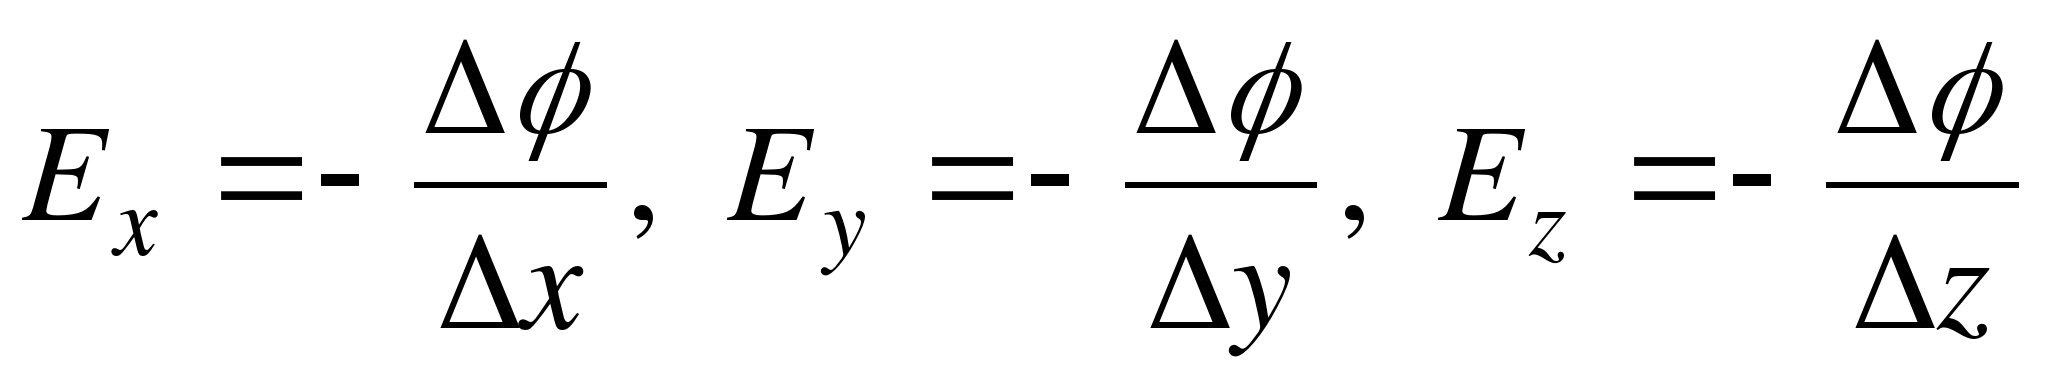 E_x = - Δϕ/Δx, E_y = - Δϕ/Δy, E_z = - Δϕ/Δz